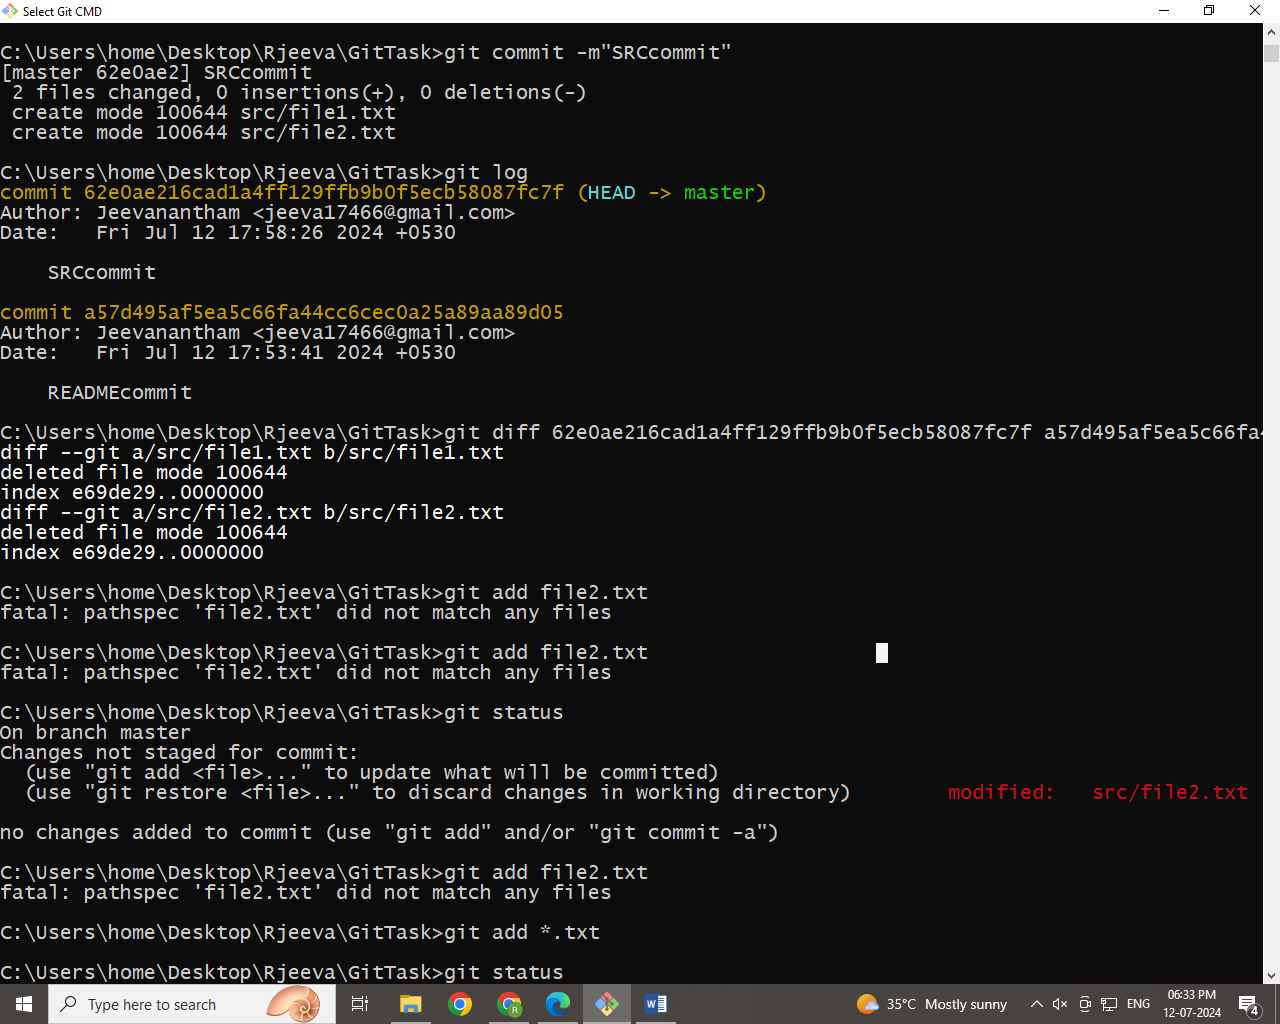 Select Git CMD
C:\Users\home\Desktop\Rjeeva\GitTask>git commit -m"SRCcommit"
[master 62e0ae2] SRCcommit
 2 files changed, 0 insertions(+), 0 deletions(-)
 create mode 100644 src/file1.txt
 create mode 100644 src/file2.txt
C:\Users\home\Desktop\Rjeeva\GitTask>git log
commit 62e0ae216cad1a4ff129ffb9b0f5ecb58087fc7f (HEAD -> master)
Author: Jeevanantham <jeeva17466@gmail.com>
Date:   Fri Jul 12 17:58:26 2024 +0530
    SRCcommit
commit a57d495af5ea5c66fa44cc6cec0a25a89aa89d05
Author: Jeevanantham <jeeva17466@gmail.com>
Date:   Fri Jul 12 17:53:41 2024 +0530
    READMEcommit
C:\Users\home\Desktop\Rjeeva\GitTask>git diff 62e0ae216cad1a4ff129ffb9b0f5ecb58087fc7f a57d495af5ea5c66fa4
diff --git a/src/file1.txt b/src/file1.txt
deleted file mode 100644
index e69de29..0000000
diff --git a/src/file2.txt b/src/file2.txt
deleted file mode 100644
index e69de29..0000000
C:\Users\home\Desktop\Rjeeva\GitTask>git add file2.txt
fatal: pathspec 'file2.txt' did not match any files
C:\Users\home\Desktop\Rjeeva\GitTask>git add file2.txt
fatal: pathspec 'file2.txt' did not match any files
C:\Users\home\Desktop\Rjeeva\GitTask>git status
On branch master
Changes not staged for commit:
  (use "git add <file>..." to update what will be committed)
  (use "git restore <file>..." to discard changes in working directory)        modified:   src/file2.txt
no changes added to commit (use "git add" and/or "git commit -a")
C:\Users\home\Desktop\Rjeeva\GitTask>git add file2.txt
fatal: pathspec 'file2.txt' did not match any files
C:\Users\home\Desktop\Rjeeva\GitTask>git add *.txt
C:\Users\home\Desktop\Rjeeva\GitTask>git status
Type here to search
35°C Mostly sunny
ENG
06:33 PM
12-07-2024
4